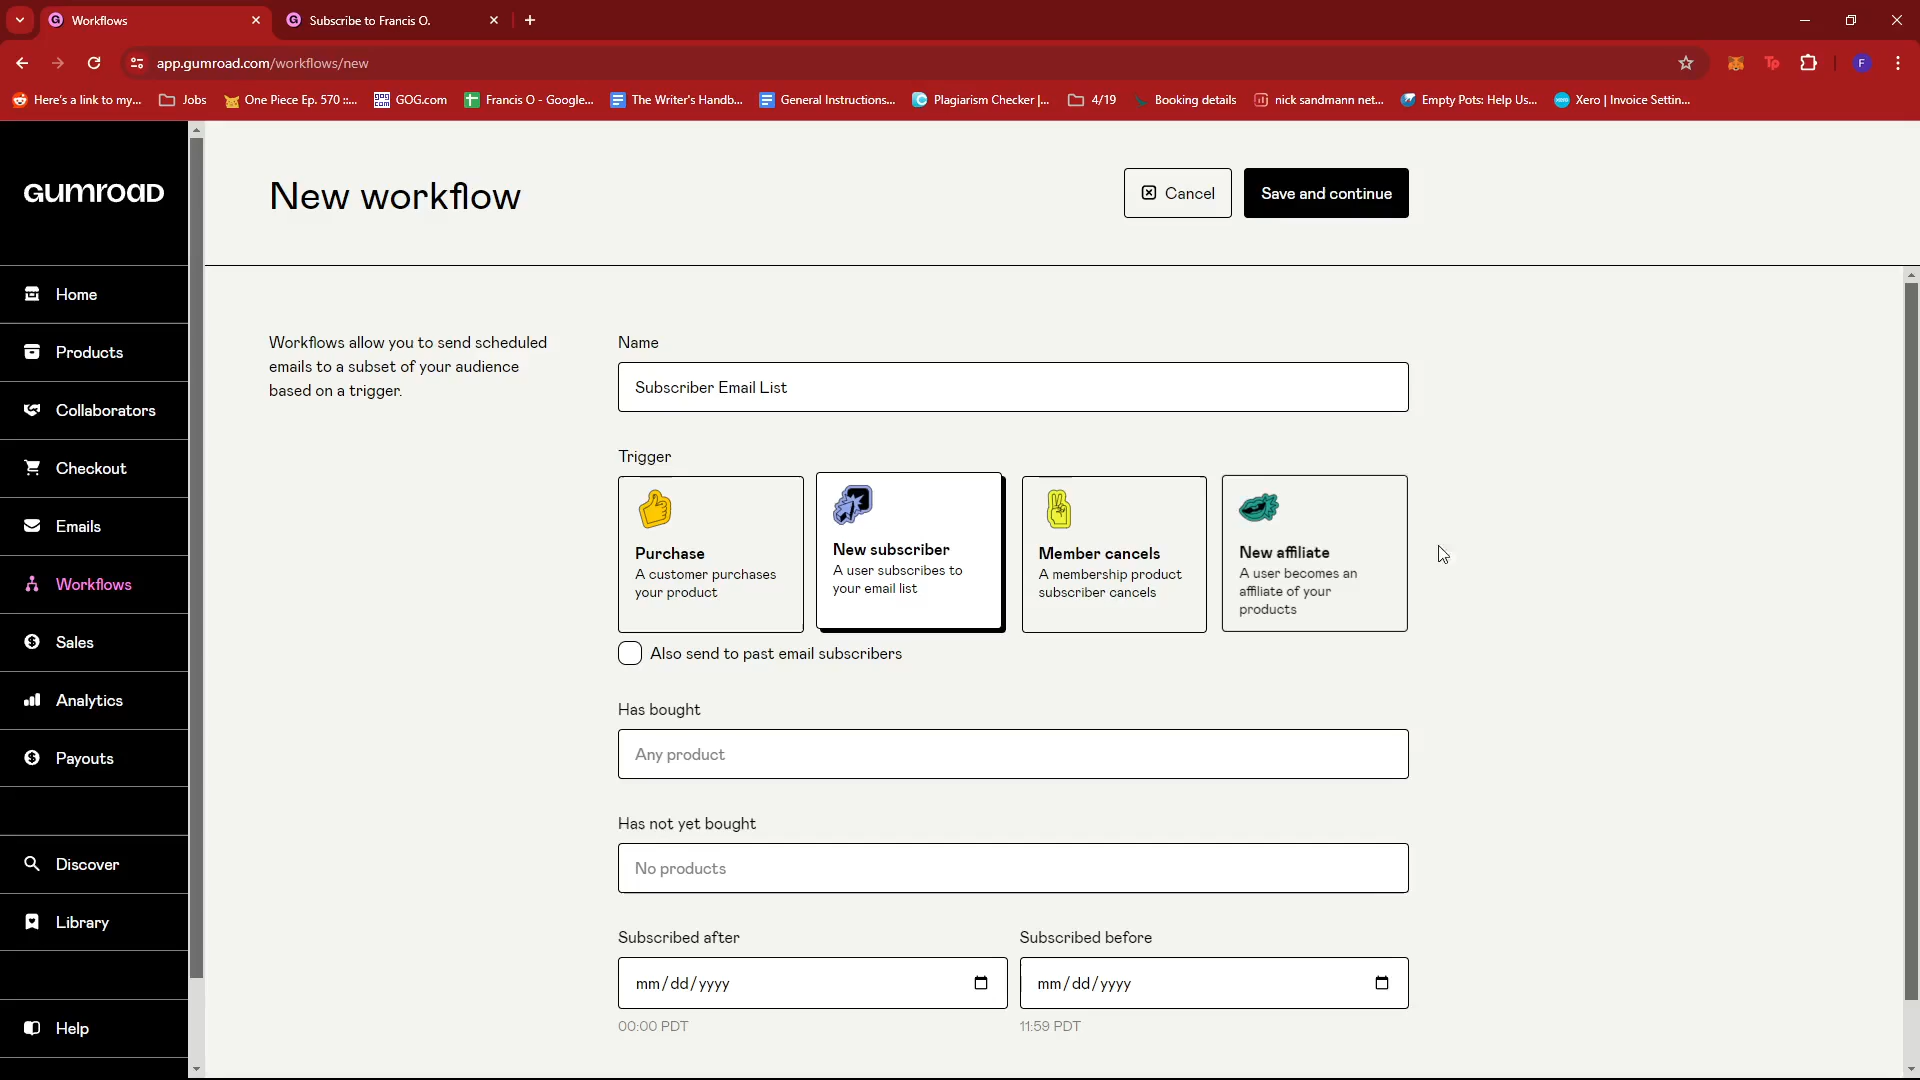 Workflows
Subscribe to Francis O.
app.gumroad.com/workflows/new
Here's a link to my...
Jobs
One Piece Ep. 570 ::...
GOG.com
Francis O - Google...
The Writer's Handb...
General Instructions...
Plagiarism Checker |...
4/19
Booking details
nick sandmann net...
Empty Pots: Help Us...
Xero | Invoice Settin...
GUMROAD
Home
Products
Collaborators
Checkout
Emails
Workflows
Sales
Analytics
Payouts
Discover
Library
Help
New workflow
Cancel
Save and continue
Workflows allow you to send scheduled
emails to a subset of your audience
based on a trigger.
Name
Subscriber Email List
Trigger
Purchase
A customer purchases
your product
New subscriber
A user subscribes to
your email list
Member cancels
A membership product
subscriber cancels
New affiliate
A user becomes an
affiliate of your
products
Also send to past email subscribers
Has bought
Any product
Has not yet bought
No products
Subscribed after
Subscribed before
mm/dd/yyyy
mm/dd/yyyy
00:00 PDT
11:59 PDT